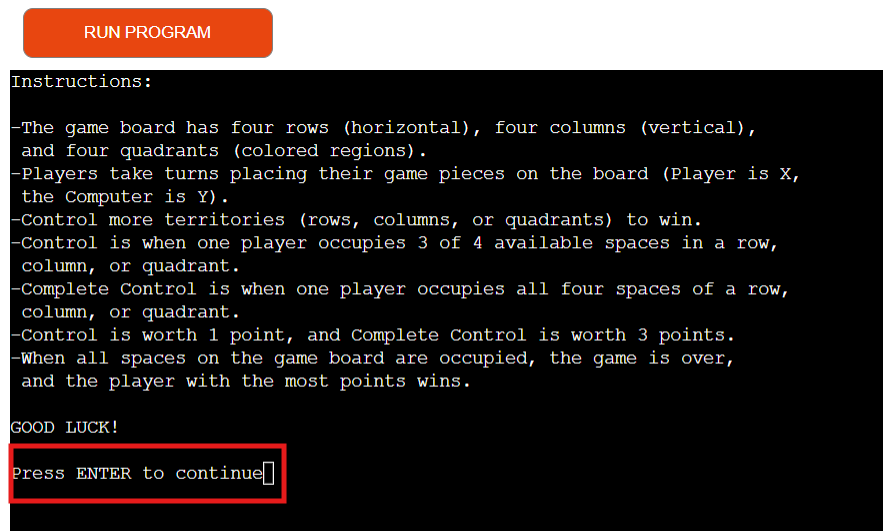 RUN PROGRAM
Instructions:
-The game board has four rows (horizontal), four columns (vertical),
and four quadrants (colored regions).
-Players take turns placing their game pieces on the board (Player is X,
the Computer is Y).
-Control more territories (rows, columns, or quadrants) to win.
-Control is when one player occupies 3 of 4 available spaces in a row,
column, or quadrant.
-Complete Control is when one player occupies all four spaces of a row,
column, or quadrant.
-Control is worth 1 point, and Complete Control is worth 3 points.
-When all spaces on the game board are occupied, the game is over,
and the player with the most points wins.
GOOD LUCK!
Press ENTER to continue